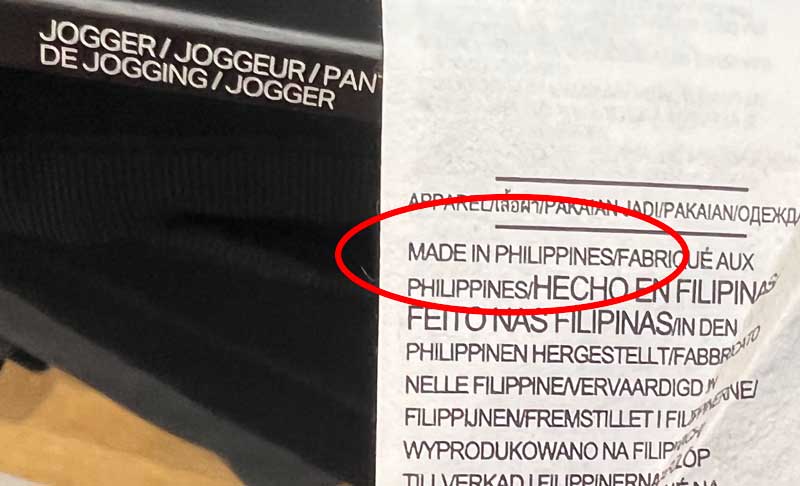 JOGGER/JOGGEUR/PAN
DE JOGGING/JOGGER
APPAREL/เสื้อผ้า/PAKAIAN JADI/PAKAIAN/ОДЕЖДА/
MADE IN PHILIPPINES/FABRIQUÉ AUX
PHILIPPINES/HECHO EN FILIPINAS
FEITO NAS FILIPINAS/IN DEN
PHILIPPINEN HERGESTELLT/FABBRICATO
NELLE FILIPPINE/VERVAARDIGD IN
FILIPPIJNEN/FREMSTILLET I FILIPPINERNE/
WYPRODUKOWANO NA
TILLVERKAD I FILIPPINERNA